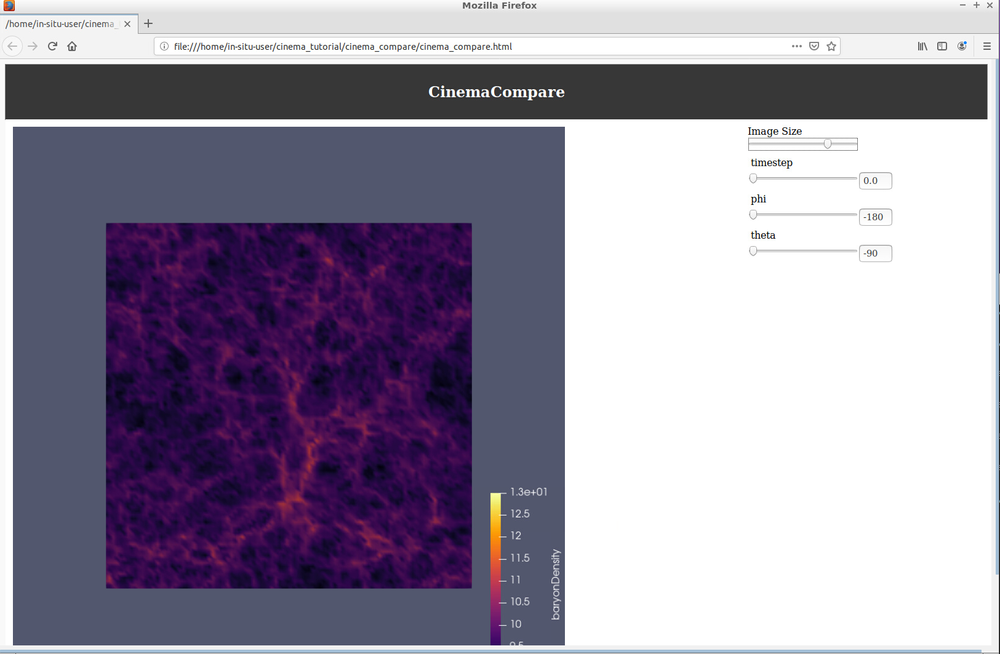 Mozilla Firefox
/home/in-situ-user/cinema_
file:///home/in-situ-user/cinema_tutorial/cinema_compare/cinema_compare.html
CinemaCompare
Image Size
timestep
0.0
phi
-180
theta
-90
1.3e+01
12.5
12
11.5
11
10.5
10
9.5
baryonDensity